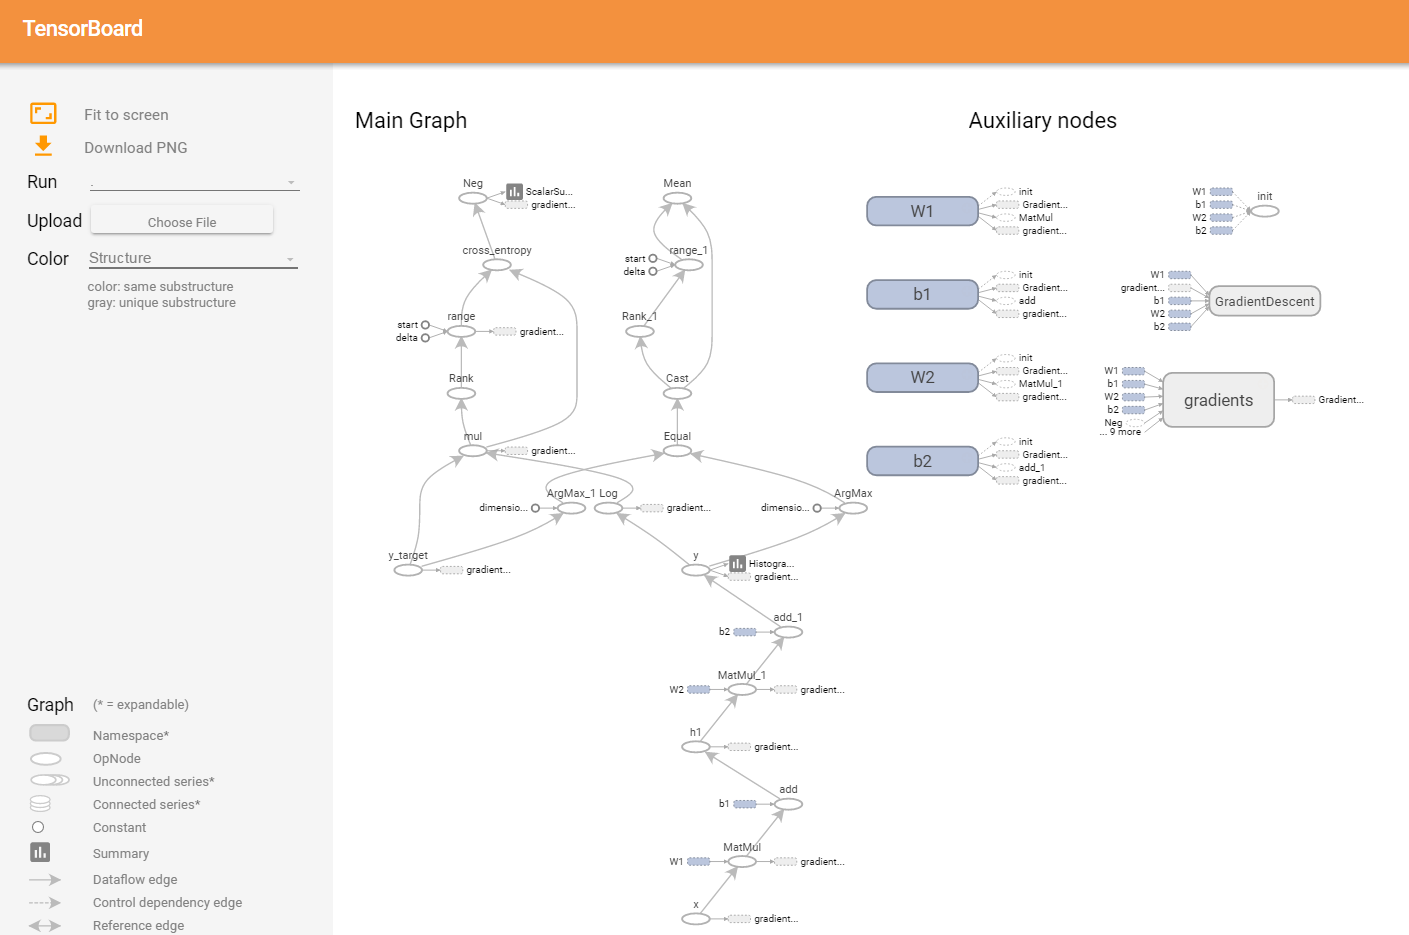 TensorBoard
Fit to screen
Download PNG
Run .
Upload Choose File
Color Structure
color: same substructure
gray: unique substructure
Graph (* = expandable)
Namespace*
OpNode
Unconnected series*
Connected series*
Constant
Summary
Dataflow edge
Control dependency edge
Reference edge
Main Graph
Neg
ScalarSu...
gradient...
Mean
cross_entropy
start
delta
range_1
range
start
delta
gradient...
Rank_1
Rank
Cast
mul
gradient...
Equal
ArgMax_1
dimensio...
Log
gradient...
ArgMax
dimensio...
y_target
gradient...
y
Histogra...
gradient...
add_1
b2
MatMul_1
W2
gradient...
h1
gradient...
add
b1
MatMul
W1
gradient...
x
gradient...
Auxiliary nodes
W1
init
Gradient...
MatMul
gradient...
b1
init
Gradient...
add
gradient...
W2
init
Gradient...
MatMul_1
gradient...
b2
init
Gradient...
add_1
gradient...
W1
b1
W2
b2
init
W1
gradient...
b1
W2
b2
GradientDescent
W1
b1
W2
b2
Neg
... 9 more
gradients
Gradient...